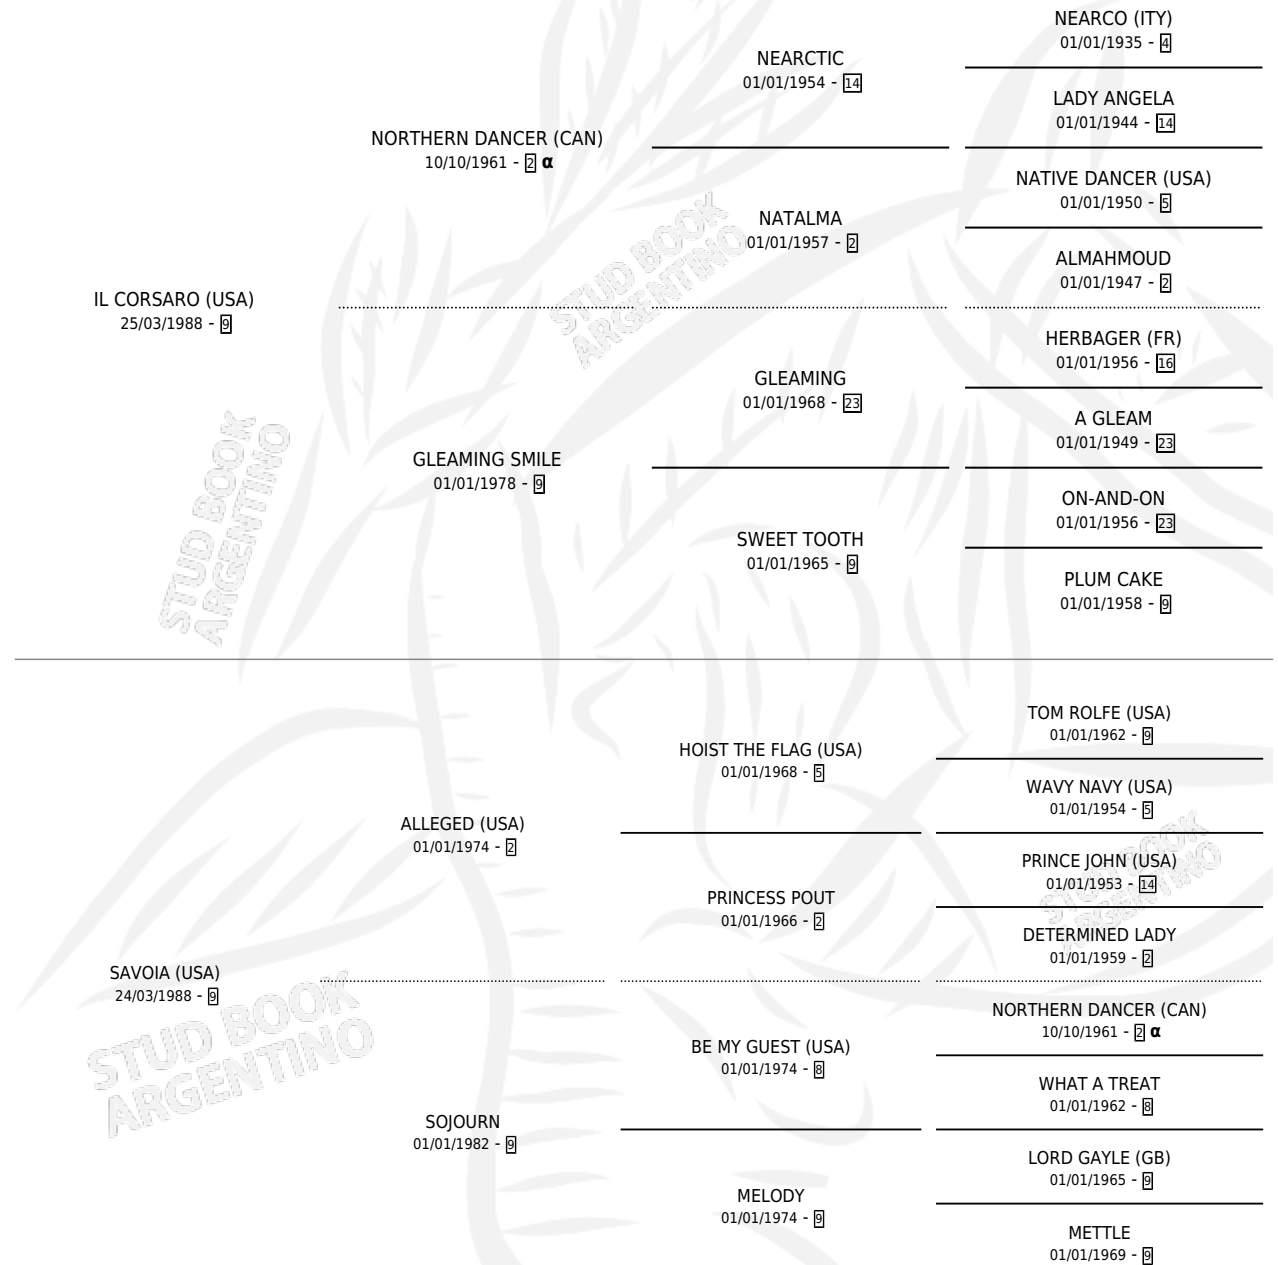 NEARCO (ITY)
01/01/1935 - 4
NEARCTIC
01/01/1954 - 14
LADY ANGELA
01/01/1944 - 14
NORTHERN DANCER (CAN)
10/10/1961 - 2 α
NATIVE DANCER (USA)
01/01/1950 - 5
NATALMA
01/01/1957 - 2
ALMAHMOUD
01/01/1947 - 2
IL CORSARO (USA)
25/03/1988 - 9
HERBAGER (FR)
01/01/1956 - 16
GLEAMING
01/01/1968 - 23
A GLEAM
01/01/1949 - 23
GLEAMING SMILE
01/01/1978 - 9
ON-AND-ON
01/01/1956 - 23
SWEET TOOTH
01/01/1965 - 9
PLUM CAKE
01/01/1958 - 9
TOM ROLFE (USA)
01/01/1962 - 9
HOIST THE FLAG (USA)
01/01/1968 - 5
WAVY NAVY (USA)
01/01/1954 - 5
ALLEGED (USA)
01/01/1974 - 2
PRINCE JOHN (USA)
01/01/1953 - 14
PRINCESS POUT
01/01/1966 - 2
DETERMINED LADY
01/01/1959 - 2
SAVOIA (USA)
24/03/1988 - 9
NORTHERN DANCER (CAN)
10/10/1961 - 2 α
BE MY GUEST (USA)
01/01/1974 - 8
WHAT A TREAT
01/01/1962 - 8
SOJOURN
01/01/1982 - 9
LORD GAYLE (GB)
01/01/1965 - 9
MELODY
01/01/1974 - 9
METTLE
01/01/1969 - 9
STUD BOOK
ARGENTINO
STUD BOOK
ARGENTINO
STUD BOOK
ARGENTINO
STUD BOOK
ARGENTINO